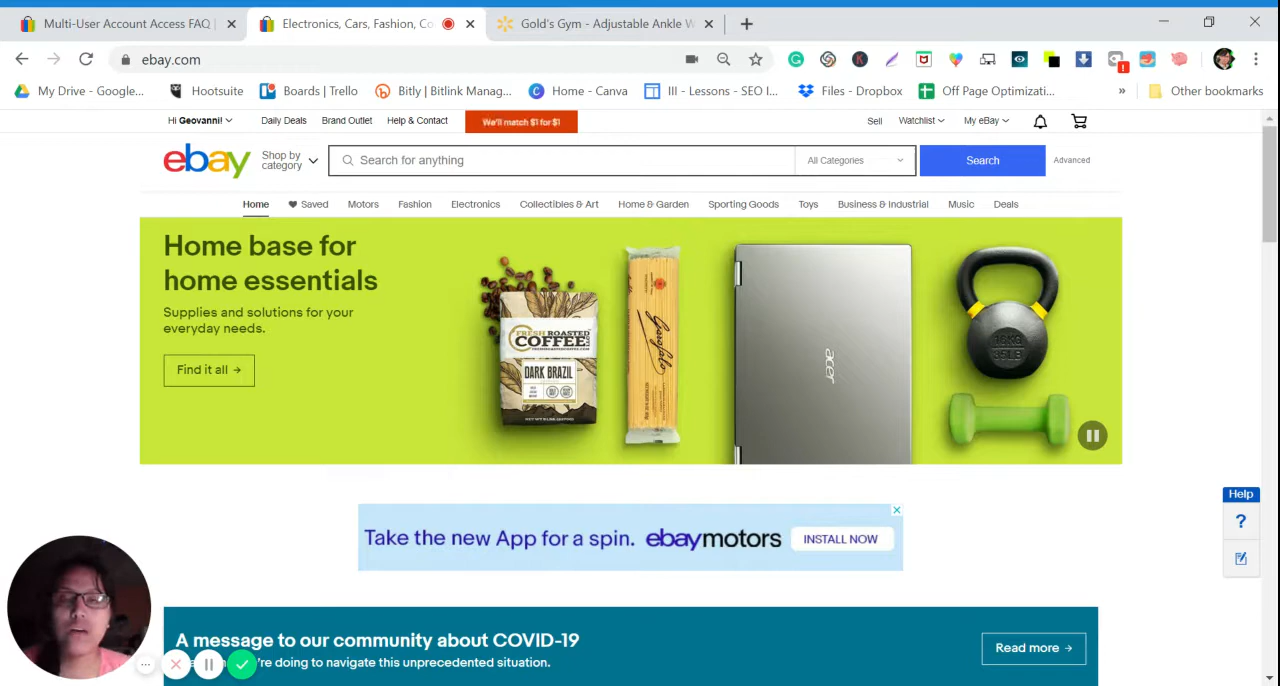 Multi-User Account Access FAQ |
Electronics, Cars, Fashion, Co
Gold's Gym - Adjustable Ankle W
ebay.com
My Drive - Google...
Hootsuite
Boards | Trello
Bitly | Bitlink Manag...
Home - Canva
III - Lessons - SEO I...
Files - Dropbox
Off Page Optimizati...
»
Other bookmarks
Hi Geovanni!
Daily Deals
Brand Outlet
Help & Contact
We'll match $1 for $1
Sell
Watchlist
My eBay
ebay
Shop by
category
Search for anything
All Categories
Search
Advanced
Home
Saved
Motors
Fashion
Electronics
Collectibles & Art
Home & Garden
Sporting Goods
Toys
Business & Industrial
Music
Deals
Home base for
home essentials
Supplies and solutions for your
everyday needs.
Find it all →
FRESH ROASTED
COFFEE
DARK BRAZIL
Garofalo
acer
16KG
35LB
Take the new App for a spin.
ebaymotors
INSTALL NOW
Help
?
A message to our community about COVID-19
're doing to navigate this unprecedented situation.
Read more →